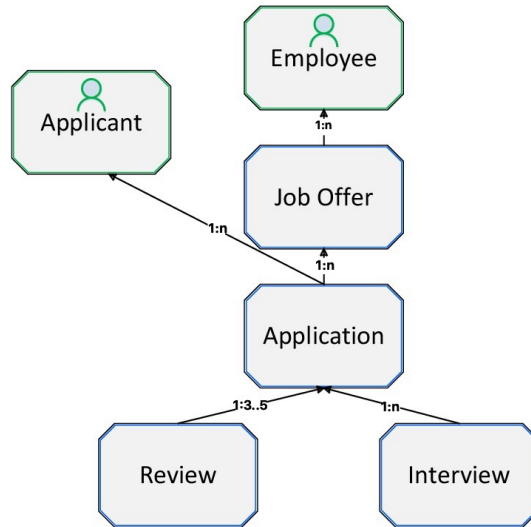 Employee
Applicant
1:n
Job Offer
1:n
1:n
Application
1:3..5
1:n
Review
Interview